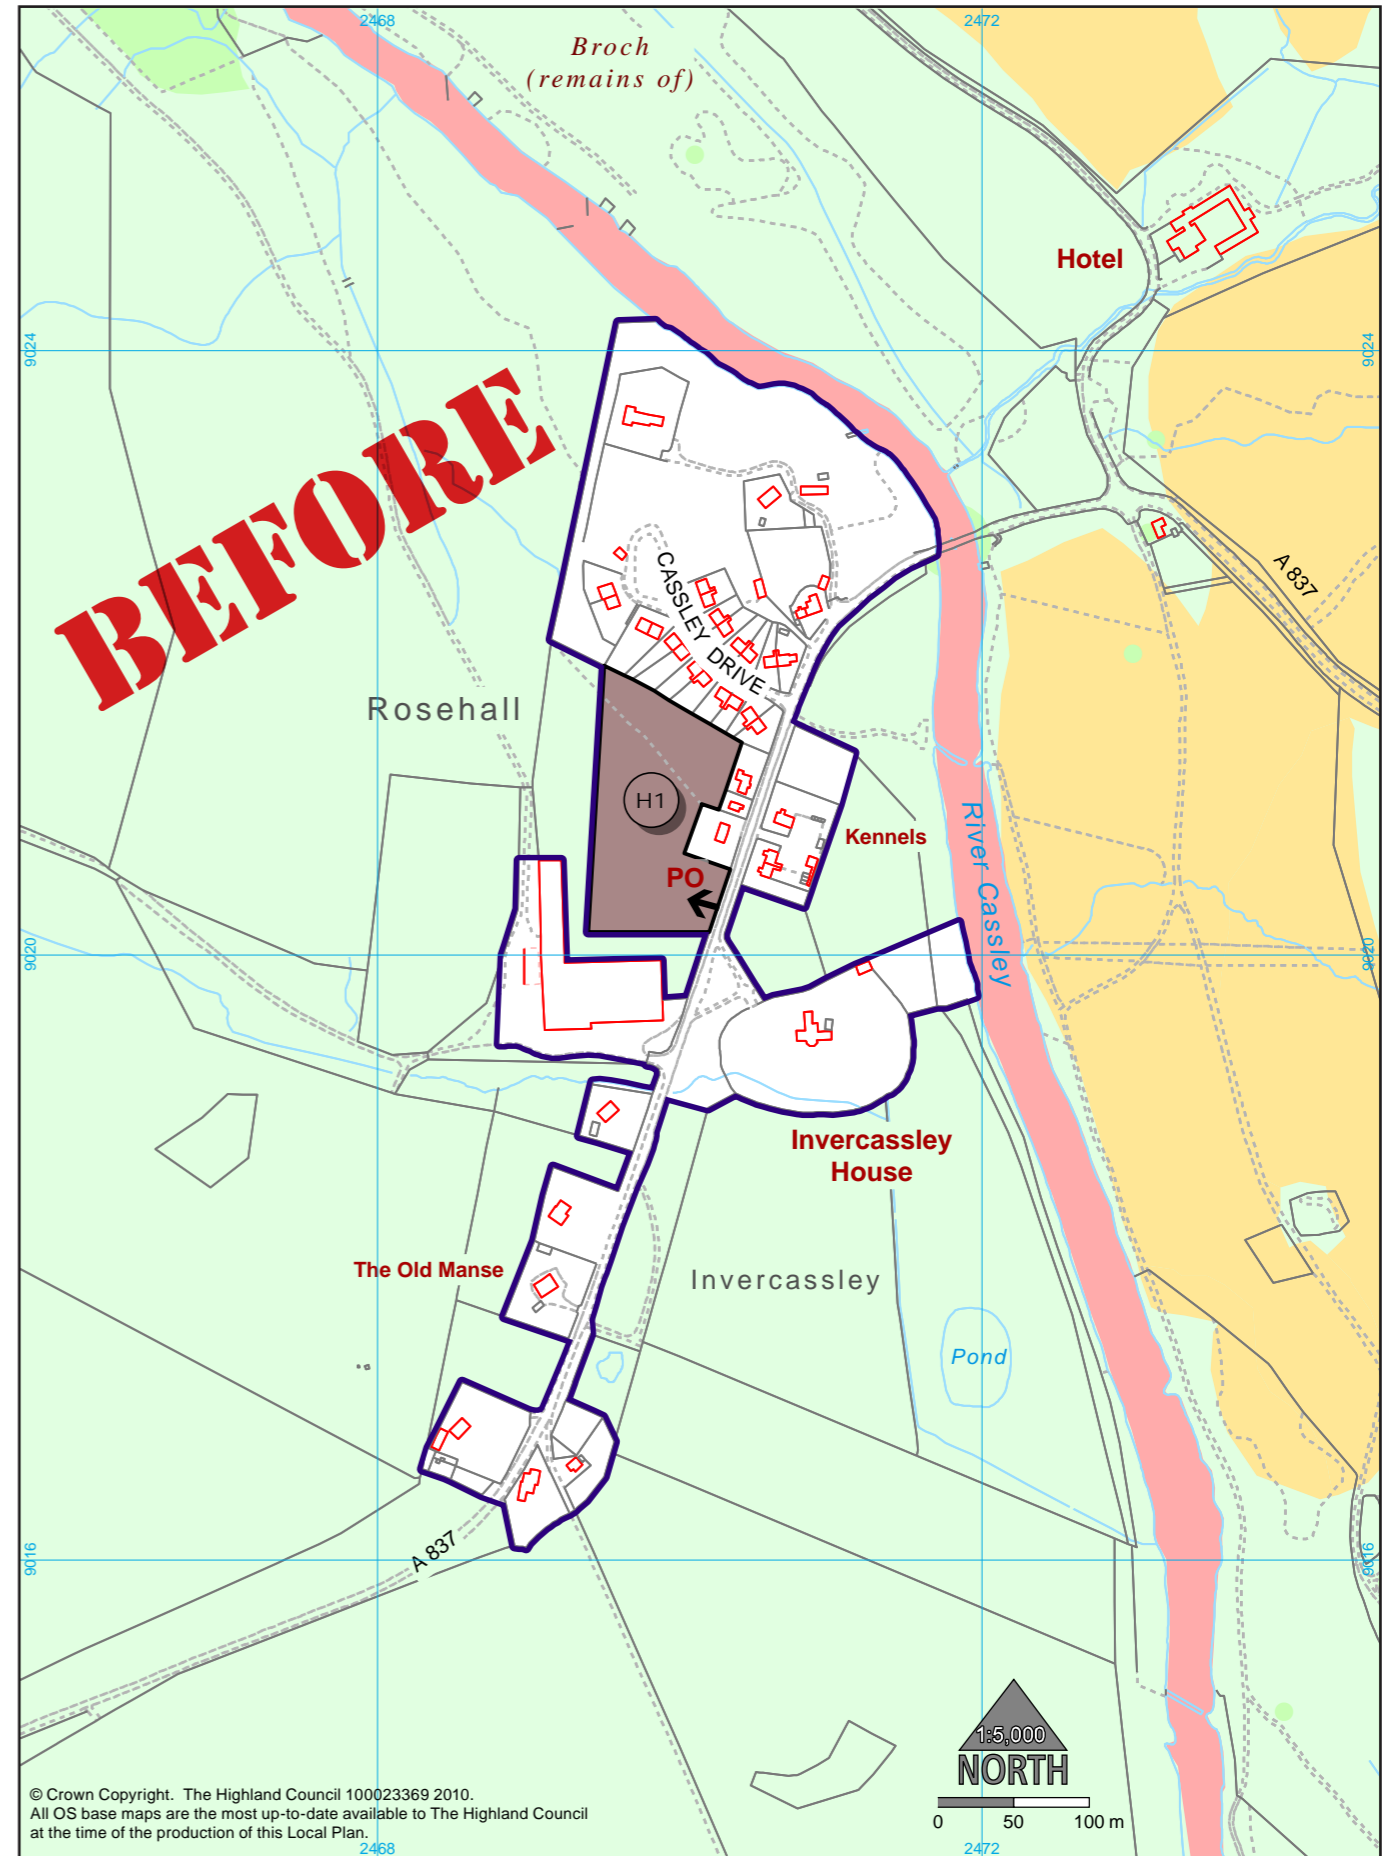 2468
2472
Broch
(remains of)
Hotel
9024
9024
BEFORE
A 837
CASSLEY DRIVE
Rosehall
H1
Kennels
River Cassley
PO
9020
9020
Invercassley
House
The Old Manse
Invercassley
Pond
A 837
9016
9016
1:5,000
NORTH
0 50 100 m
© Crown Copyright. The Highland Council 100023369 2010.
All OS base maps are the most up-to-date available to The Highland Council
at the time of the production of this Local Plan.
2468
2472